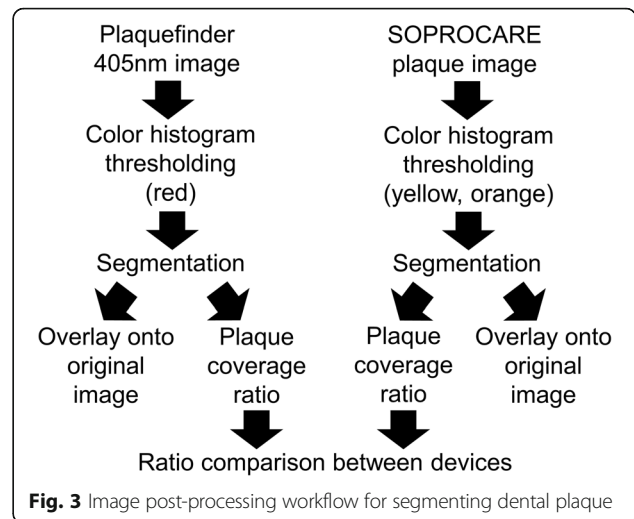 Plaquefinder
405nm image
SOPROCARE
plaque image
Color histogram
thresholding
(red)
Color histogram
thresholding
(yellow, orange)
Segmentation
Segmentation
Overlay onto
original
image
Plaque
coverage
ratio
Plaque
coverage
ratio
Overlay onto
original
image
Ratio comparison between devices
Fig. 3 Image post-processing workflow for segmenting dental plaque